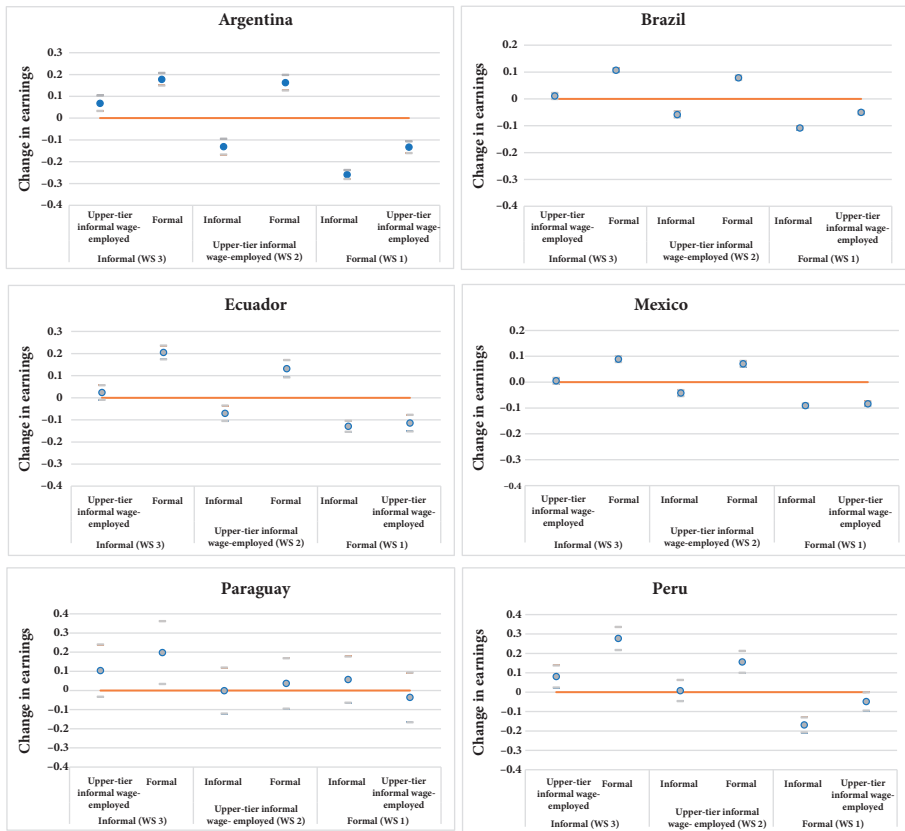 Argentina
Change in earnings
0.3
0.2
0.1
0
–0.1
–0.2
–0.3
–0.4
Upper-tier
informal wage-
employed
Formal
Informal
Formal
Informal
Upper-tier
informal wage-
employed
Informal (WS 3)
Upper-tier informal
wage-employed (WS 2)
Formal (WS 1)
Brazil
Change in earnings
0.2
0.1
0
–0.1
–0.2
–0.3
–0.4
Upper-tier
informal wage-
employed
Formal
Informal
Formal
Informal
Upper-tier
informal wage-
employed
Informal (WS 3)
Upper-tier informal
wage-employed (WS 2)
Formal (WS 1)
Ecuador
Change in earnings
0.3
0.2
0.1
0
–0.1
–0.2
–0.3
–0.4
Upper-tier
informal wage-
employed
Formal
Informal
Formal
Informal
Upper-tier
informal wage-
employed
Informal (WS 3)
Upper-tier informal
wage-employed (WS 2)
Formal (WS 1)
Mexico
Change in earnings
0.2
0.1
0.0
–0.1
–0.2
–0.3
–0.4
Upper-tier
informal wage-
employed
Formal
Informal
Formal
Informal
Upper-tier
informal wage-
employed
Informal (WS 3)
Upper-tier informal
wage-employed (WS 2)
Formal (WS 1)
Paraguay
Change in earnings
0.4
0.3
0.2
0.1
0
–0.1
–0.2
–0.3
0.4
Upper-tier
informal wage-
employed
Formal
Informal
Formal
Informal
Upper-tier
informal wage-
employed
Informal (WS 3)
Upper-tier informal
wage- employed (WS 2)
Formal (WS 1)
Peru
Change in earnings
0.4
0.3
0.2
0.1
0
–0.1
–0.2
–0.3
0.4
Upper-tier
informal wage-
employed
Formal
Informal
Formal
Informal
Upper-tier
informal wage-
employed
Informal (WS 3)
Upper-tier informal
wage- employed (WS 2)
Formal (WS 1)